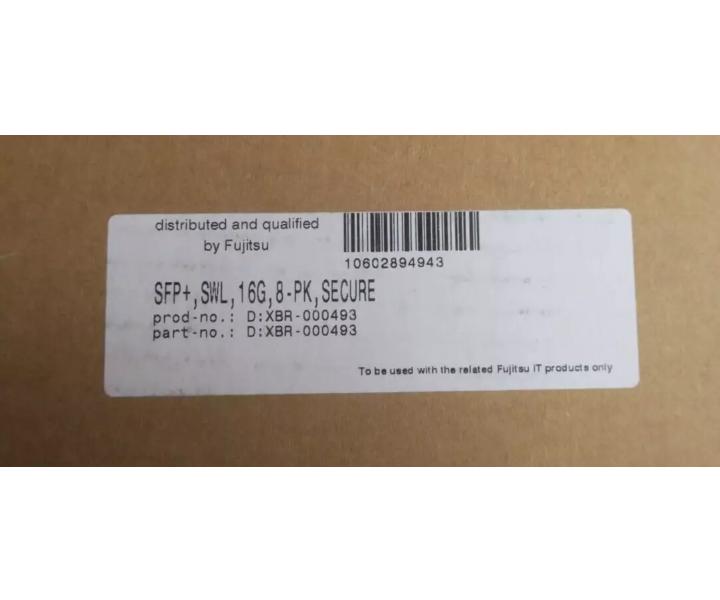 distributed and qualified
by Fujitsu
10602894943
SFP+,SWL,16G,8-PK,SECURE
prod-no.: D:XBR-000493
part-no.: D:XBR-000493
To be used with the related Fujitsu IT products only